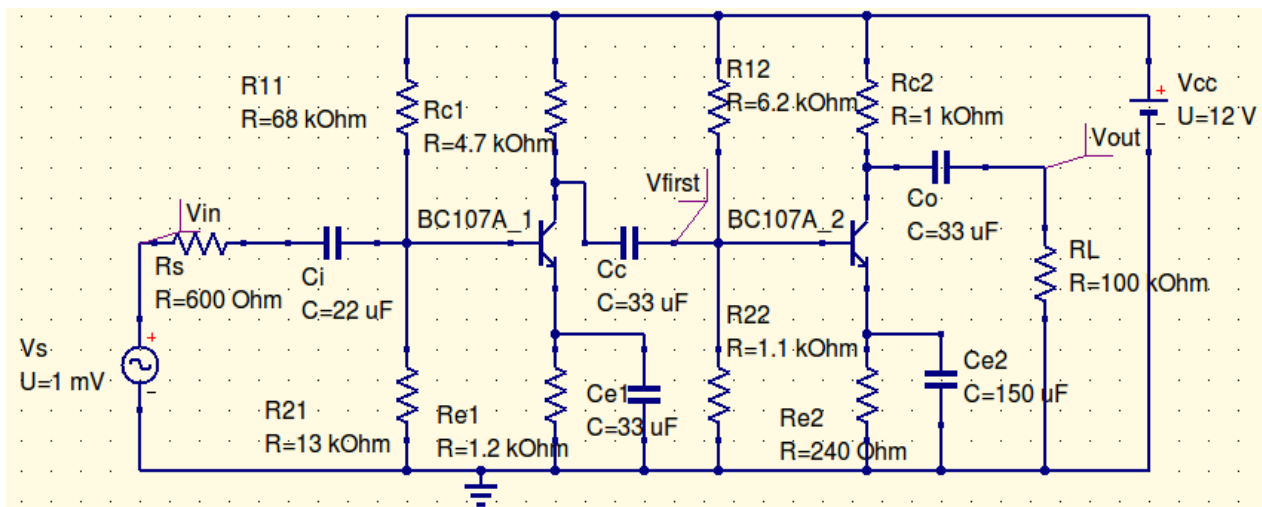 R11
R=68 kOhm
Rc1
R=4.7 kOhm
R12
R=6.2 kOhm
Rc2
R=1 kOhm
+
Vcc
U=12 V
_
Vout
Vfirst
Vin
BC107A_1
BC107A_2
Co
C=33 uF
Rs
R=600 Ohm
Ci
C=22 uF
Cc
C=33 uF
RL
R=100 kOhm
R22
R=1.1 kOhm
Vs
U=1 mV
+
_
R21
R=13 kOhm
Re1
R=1.2 kOhm
Ce1
C=33 uF
Re2
R=240 Ohm
Ce2
C=150 uF